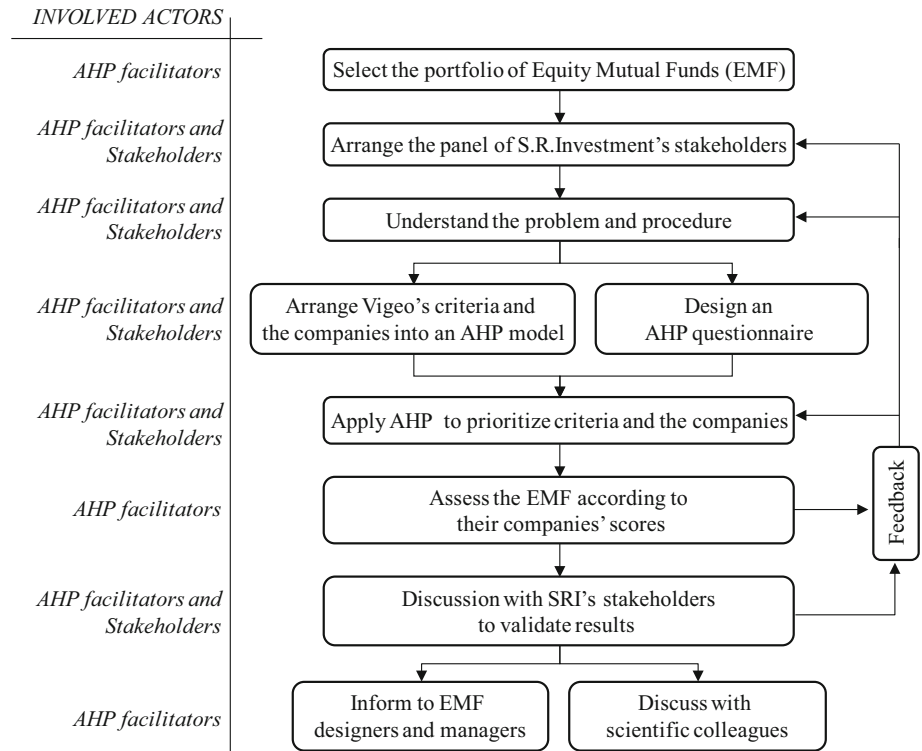 INVOLVED ACTORS
AHP facilitators
Select the portfolio of Equity Mutual Funds (EMF)
AHP facilitators and
Stakeholders
Arrange the panel of S.R.Investment's stakeholders
AHP facilitators and
Stakeholders
Understand the problem and procedure
AHP facilitators and
Stakeholders
Arrange Vigeo's criteria and
the companies into an AHP model
Design an
AHP questionnaire
AHP facilitators and
Stakeholders
Apply AHP to prioritize criteria and the companies
AHP facilitators
Assess the EMF according to
their companies' scores
Feedback
AHP facilitators and
Stakeholders
Discussion with SRI's stakeholders
to validate results
AHP facilitators
Inform to EMF
designers and managers
Discuss with
scientific colleagues